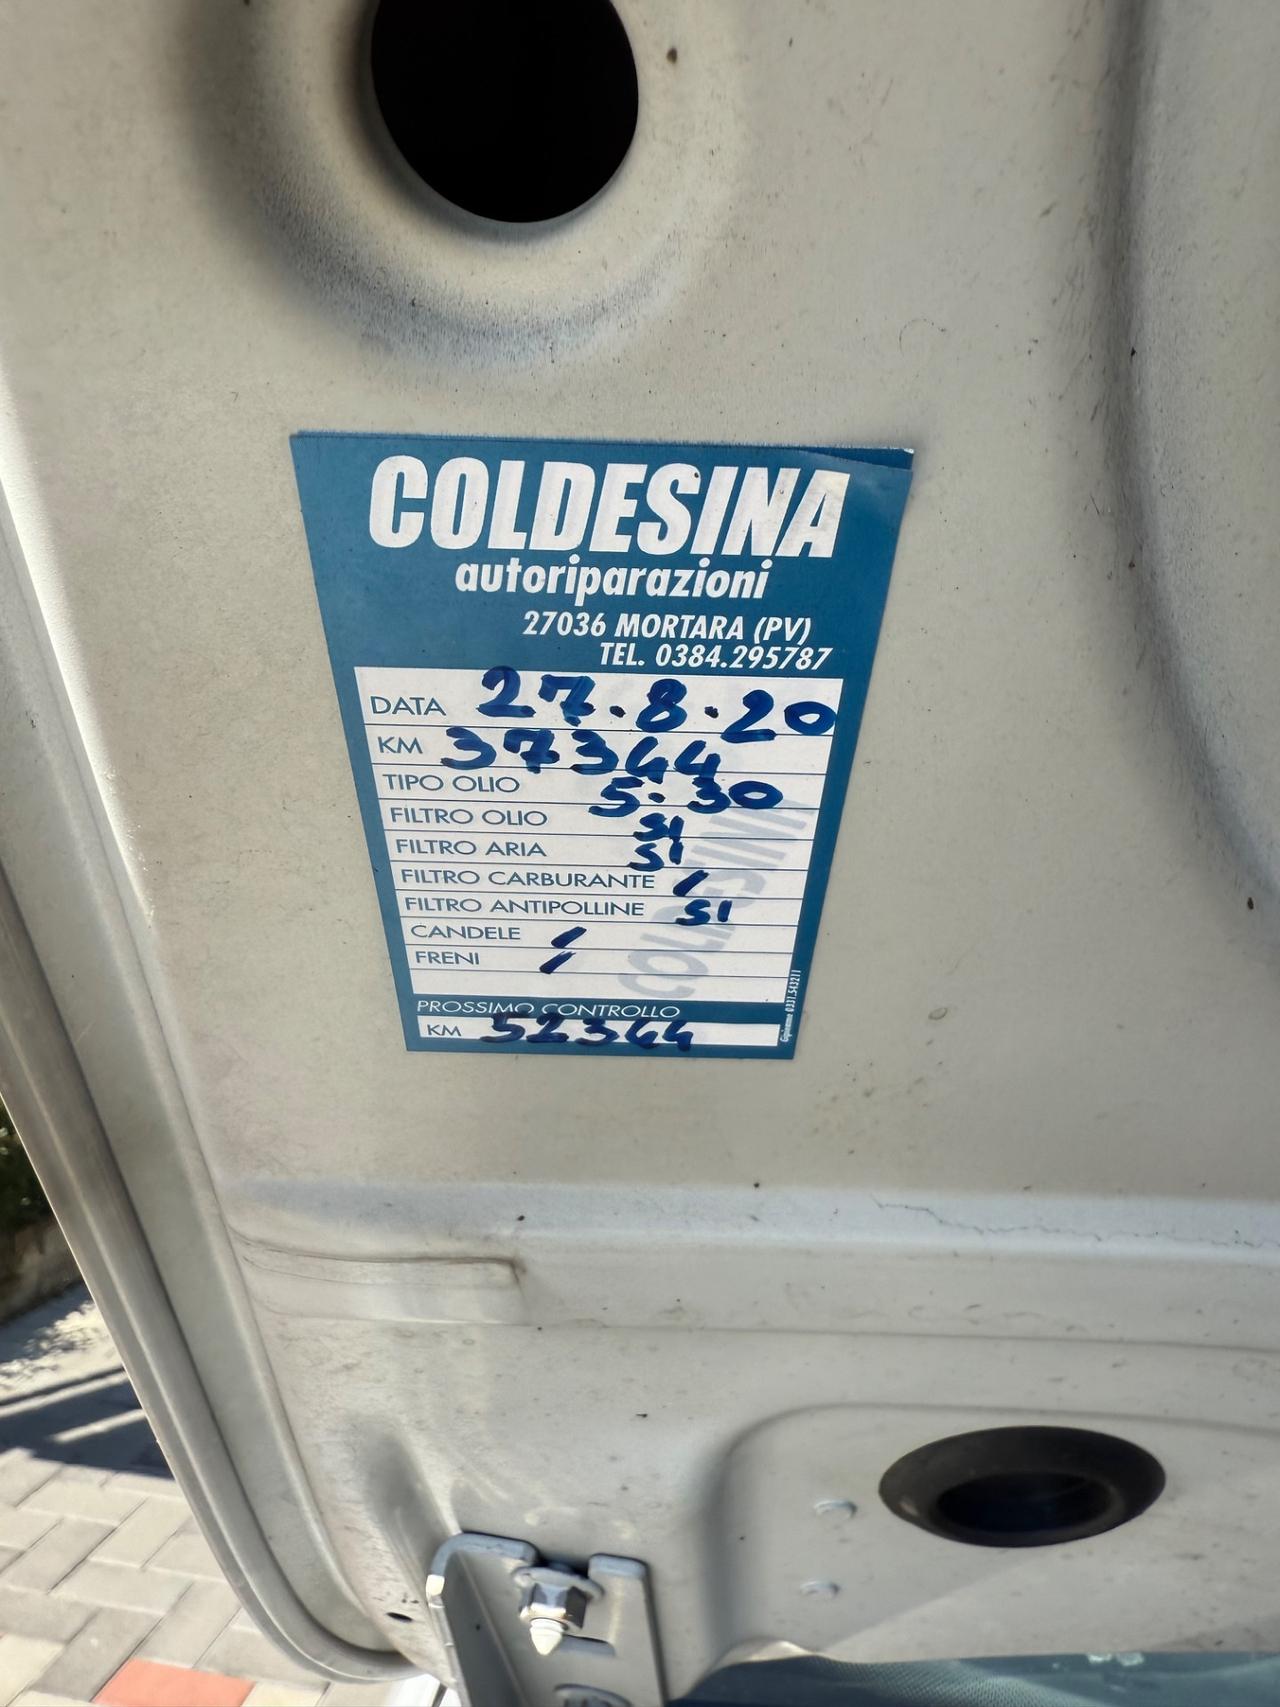 COLDESINA
autoriparazioni
27036 MORTARA (PV)
TEL. 0384.295787
DATA 27.8.20
KM 37344
TIPO OLIO 5.30
FILTRO OLIO SI
FILTRO ARIA SI
FILTRO CARBURANTE /
FILTRO ANTIPOLLINE SI
CANDELE /
FRENI /
PROSSIMO CONTROLLO
KM 52344
COLDESINA